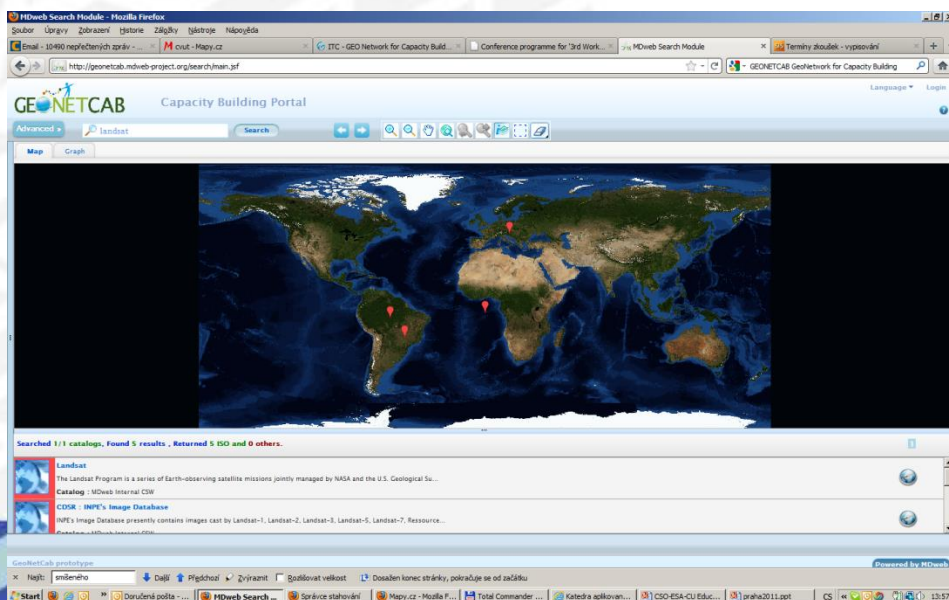 MDweb Search Module - Mozilla Firefox
Soubor Úpravy Zobrazení Historie Záložky Nástroje Nápověda
Email - 10490 nepřečtených zpráv - ...
cvut - Mapy.cz
ITC - GEO Network for Capacity Build...
Conference programme for '3rd Work...
MDweb Search Module
Termíny zkoušek - vypisování
http://geonetcab.mdweb-project.org/search/main.jsf
GEONETCAB GeoNetwork for Capacity Building
Language Login
GEONETCAB
Capacity Building Portal
Advanced » landsat Search
Map Graph
Searched 1/1 catalogs, Found 5 results , Returned 5 ISO and 0 others.
Landsat
The Landsat Program is a series of Earth-observing satellite missions jointly managed by NASA and the U.S. Geological Su...
Catalog : MDweb Internal CSW
CDSR : INPE's Image Database
INPE's Image Database presently contains images cast by Landsat-1, Landsat-2, Landsat-3, Landsat-5, Landsat-7, Ressource...
Catalog : MDweb Internal CSW
GeoNetCab prototype
Powered by MDweb
× Najít: smíšeného Další Předchozí Zvýraznit Rozlišovat velikost Dosažen konec stránky, pokračuje se od začátku
Start » Doručená pošta - ... MDweb Search ... Správce stahování Mapy.cz - Mozilla F... Total Commander ... Katedra aplikovan... CSO-ESA-CU Educ... praha2011.ppt CS « 13:57